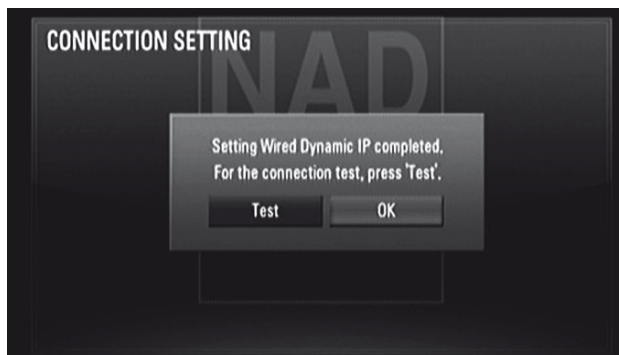 CONNECTION SETTING
NAD
Setting Wired Dynamic IP completed.
For the connection test, press 'Test'.
Test OK